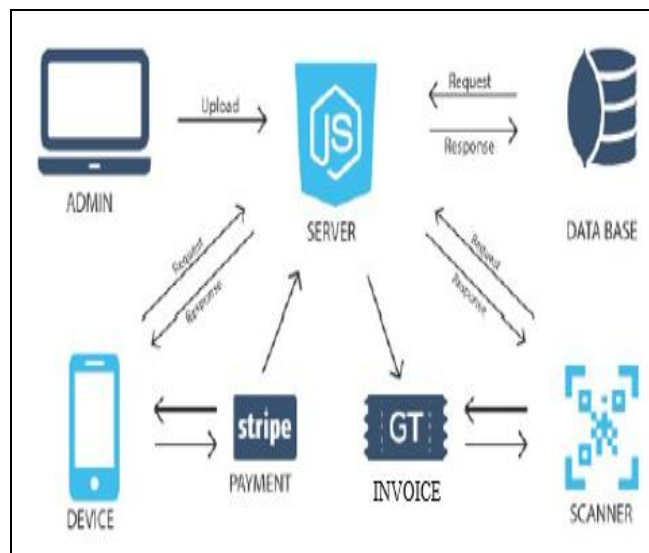 Upload
JS
Request
Response
ADMIN
SERVER
DATA BASE
Request
Response
Request
Response
stripe
GT
PAYMENT
INVOICE
DEVICE
SCANNER